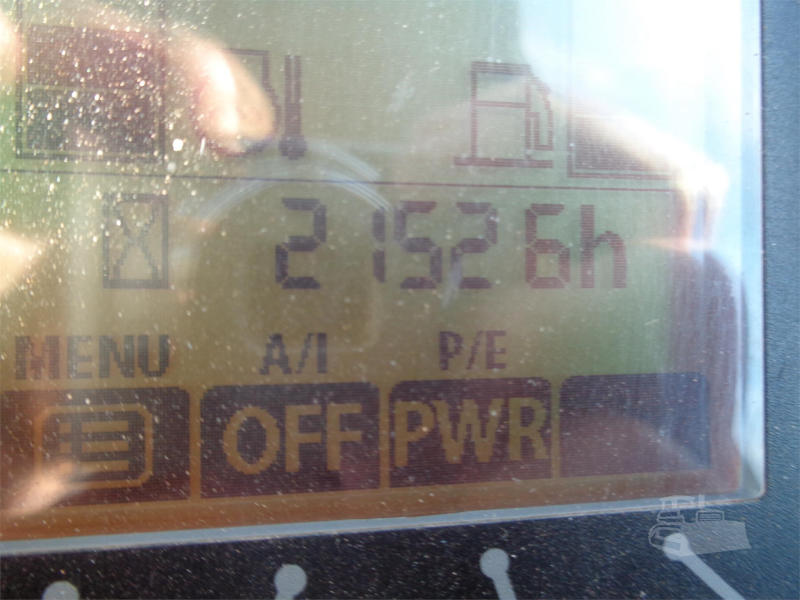 21526h
MENU A/I P/E
OFF PWR